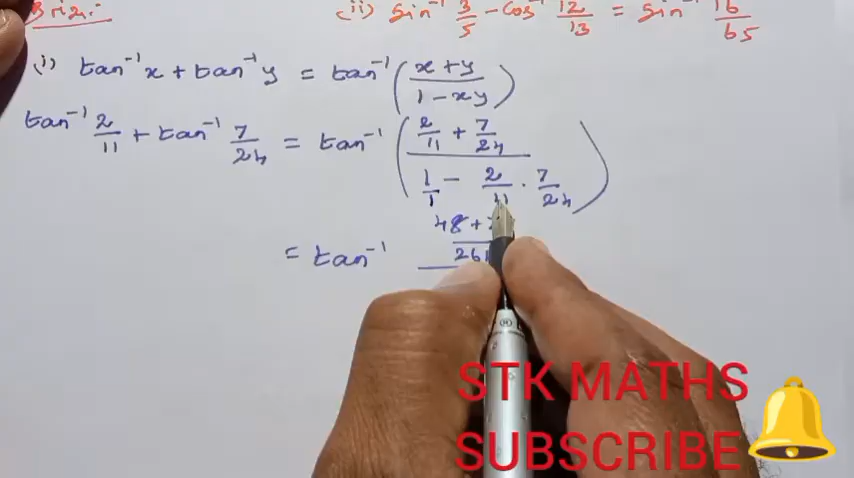 (ii) sin⁻¹ 3/5 - cos⁻¹ 12/13 = sin⁻¹ 16/65
(i) tan⁻¹x + tan⁻¹y = tan⁻¹((x+y)/(1-xy))
tan⁻¹ 2/11 + tan⁻¹ 7/24 = tan⁻¹((2/11 + 7/24)/(1/1 - 2/11 · 7/24))
= tan⁻¹ 48+
26
STK MATHS
SUBSCRIBE